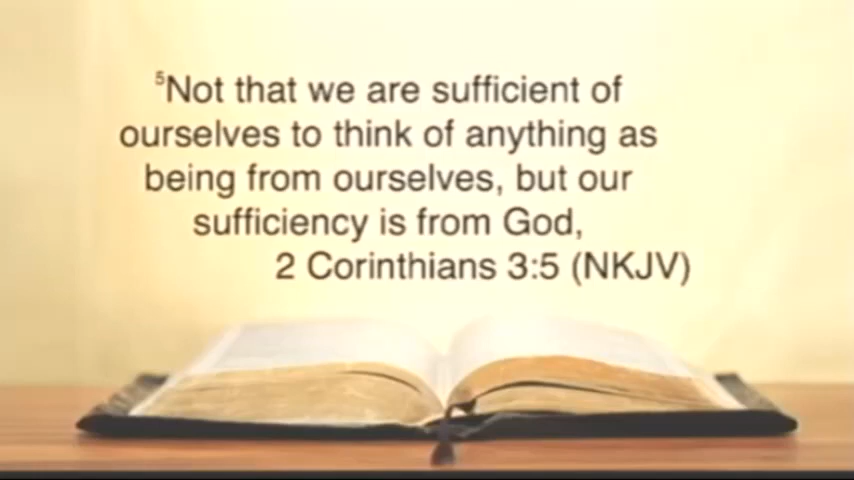 ⁵Not that we are sufficient of
ourselves to think of anything as
being from ourselves, but our
sufficiency is from God,
2 Corinthians 3:5 (NKJV)